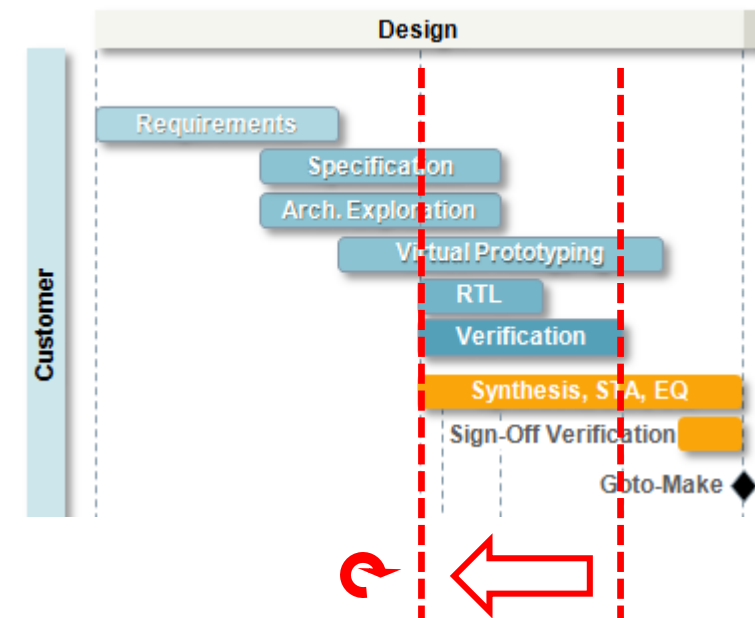 Design
Customer
Requirements
Specification
Arch. Exploration
Virtual Prototyping
RTL
Verification
Synthesis, STA, EQ
Sign-Off Verification
Goto-Make